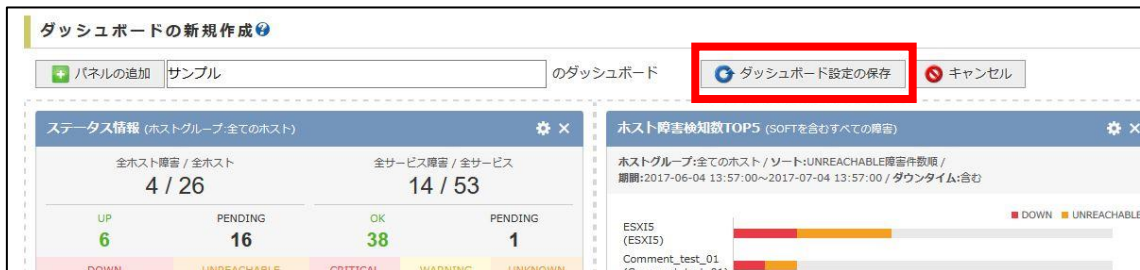 ダッシュボードの新規作成
パネルの追加 サンプル のダッシュボード ダッシュボード設定の保存 キャンセル
ステータス情報 (ホストグループ:全てのホスト)
全ホスト障害 / 全ホスト 全サービス障害 / 全サービス
4 / 26 14 / 53
UP PENDING OK PENDING
6 16 38 1
DOWN UNREACHABLE CRITICAL WARNING UNKNOWN
ホスト障害検知数TOP5 (SOFTを含むすべての障害)
ホストグループ:全てのホスト / ソート:UNREACHABLE障害件数順 /
期間:2017-06-04 13:57:00～2017-07-04 13:57:00 / ダウンタイム:含む
DOWN UNREACHABLE
ESXI5
(ESXI5)
Comment_test_01
(Comment_test_01)